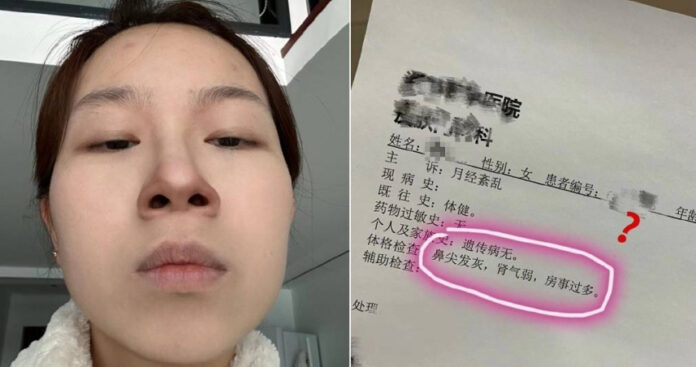 医院
科
姓名: 性别: 女 患者编号: 年龄
主 诉: 月经紊乱
现 病 史:
既 往 史: 体健。
药物过敏史: 无
个人及家族史: 遗传病无。
体格检查: 鼻尖发灰, 肾气弱, 房事过多。
辅助检查:
?
处理